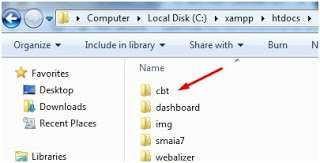 Computer Local Disk (C:) xampp htdocs
Organize Include in library Share with Burn
Favorites
Desktop
Downloads
Recent Places
Libraries
Name
cbt
dashboard
img
smaia7
webalizer